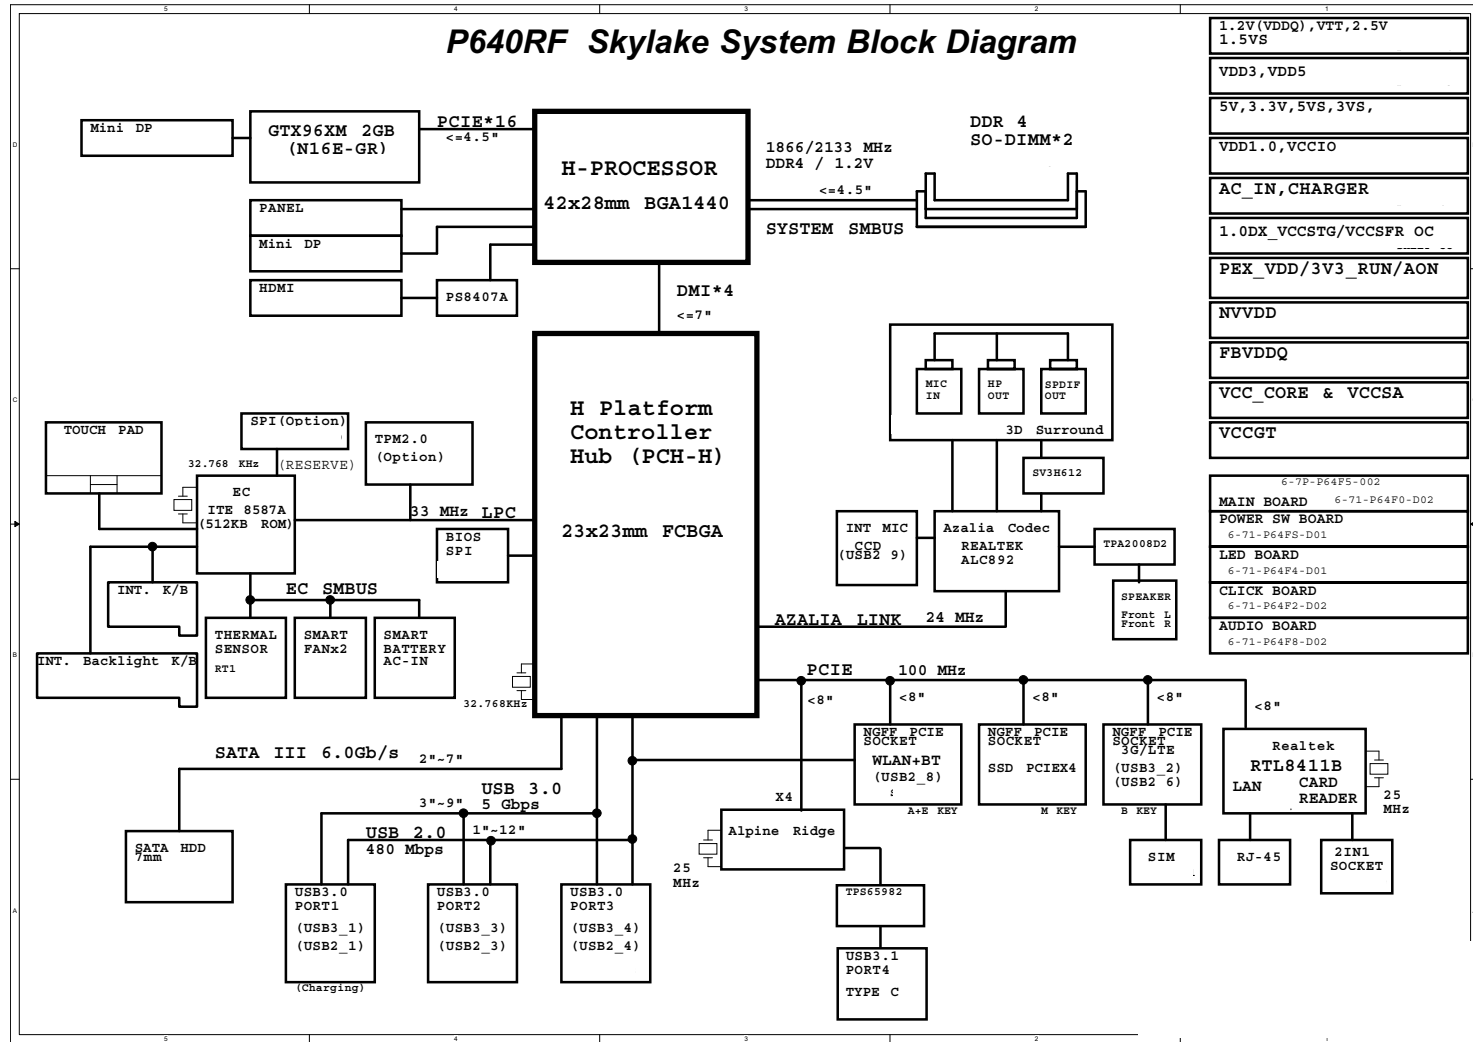 P640RF Skylake System Block Diagram
1.2V(VDDQ),VTT,2.5V
1.5VS
VDD3,VDD5
5V,3.3V,5VS,3VS,
VDD1.0,VCCIO
AC_IN,CHARGER
1.0DX_VCCSTG/VCCSFR OC
PEX_VDD/3V3_RUN/AON
NVVDD
FBVDDQ
VCC_CORE & VCCSA
VCCGT
6-7P-P64F5-002
MAIN BOARD 6-71-P64F0-D02
POWER SW BOARD
6-71-P64FS-D01
LED BOARD
6-71-P64F4-D01
CLICK BOARD
6-71-P64F2-D02
AUDIO BOARD
6-71-P64F8-D02
Mini DP
GTX96XM 2GB
(N16E-GR)
PCIE*16
<=4.5"
H-PROCESSOR
42x28mm BGA1440
1866/2133 MHz
DDR4 / 1.2V
<=4.5"
SYSTEM SMBUS
DDR 4
SO-DIMM*2
PANEL
Mini DP
HDMI
PS8407A
DMI*4
<=7"
H Platform
Controller
Hub (PCH-H)
23x23mm FCBGA
MIC
IN
HP
OUT
SPDIF
OUT
3D Surround
SV3H612
INT MIC
CCD
(USB2 9)
Azalia Codec
REALTEK
ALC892
TPA2008D2
SPEAKER
Front L
Front R
AZALIA LINK 24 MHz
TOUCH PAD
SPI(Option)
32.768 KHz
(RESERVE)
TPM2.0
(Option)
EC
ITE 8587A
(512KB ROM)
33 MHz LPC
BIOS
SPI
INT. K/B
EC SMBUS
INT. Backlight K/B
THERMAL
SENSOR
RT1
SMART
FANx2
SMART
BATTERY
AC-IN
32.768KHz
PCIE 100 MHz
<8"
<8"
<8"
<8"
<8"
NGFF PCIE
SOCKET
WLAN+BT
(USB2_8)
A+E KEY
NGFF PCIE
SOCKET
SSD PCIEX4
M KEY
NGFF PCIE
SOCKET
3G/LTE
(USB3_2)
(USB2 6)
B KEY
Realtek
RTL8411B
LAN
CARD
READER
25
MHz
SIM
RJ-45
2IN1
SOCKET
SATA III 6.0Gb/s 2"~7"
USB 3.0
5 Gbps
3"~9"
USB 2.0
480 Mbps
1"~12"
SATA HDD
7mm
USB3.0
PORT1
(USB3_1)
(USB2_1)
(Charging)
USB3.0
PORT2
(USB3_3)
(USB2_3)
USB3.0
PORT3
(USB3_4)
(USB2_4)
X4
Alpine Ridge
25
MHz
TPS65982
USB3.1
PORT4
TYPE C
5
4
3
2
1
D
C
B
A
5
4
3
2